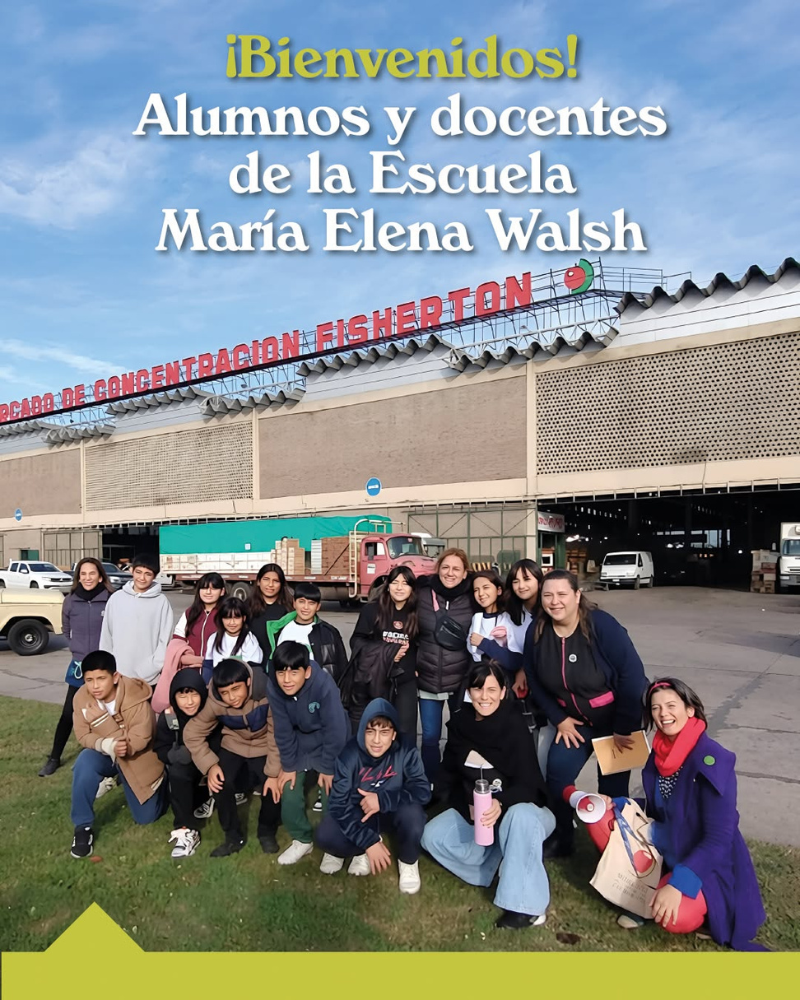 ¡Bienvenidos!
Alumnos y docentes
de la Escuela
María Elena Walsh
RCADO DE CONCENTRACION FISHERTON